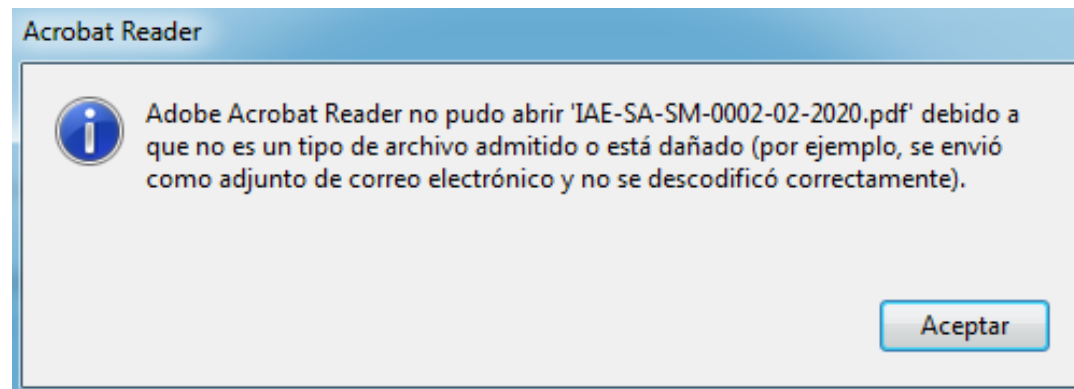 Acrobat Reader
Adobe Acrobat Reader no pudo abrir 'IAE-SA-SM-0002-02-2020.pdf' debido a
que no es un tipo de archivo admitido o está dañado (por ejemplo, se envió
como adjunto de correo electrónico y no se descodificó correctamente).
Aceptar